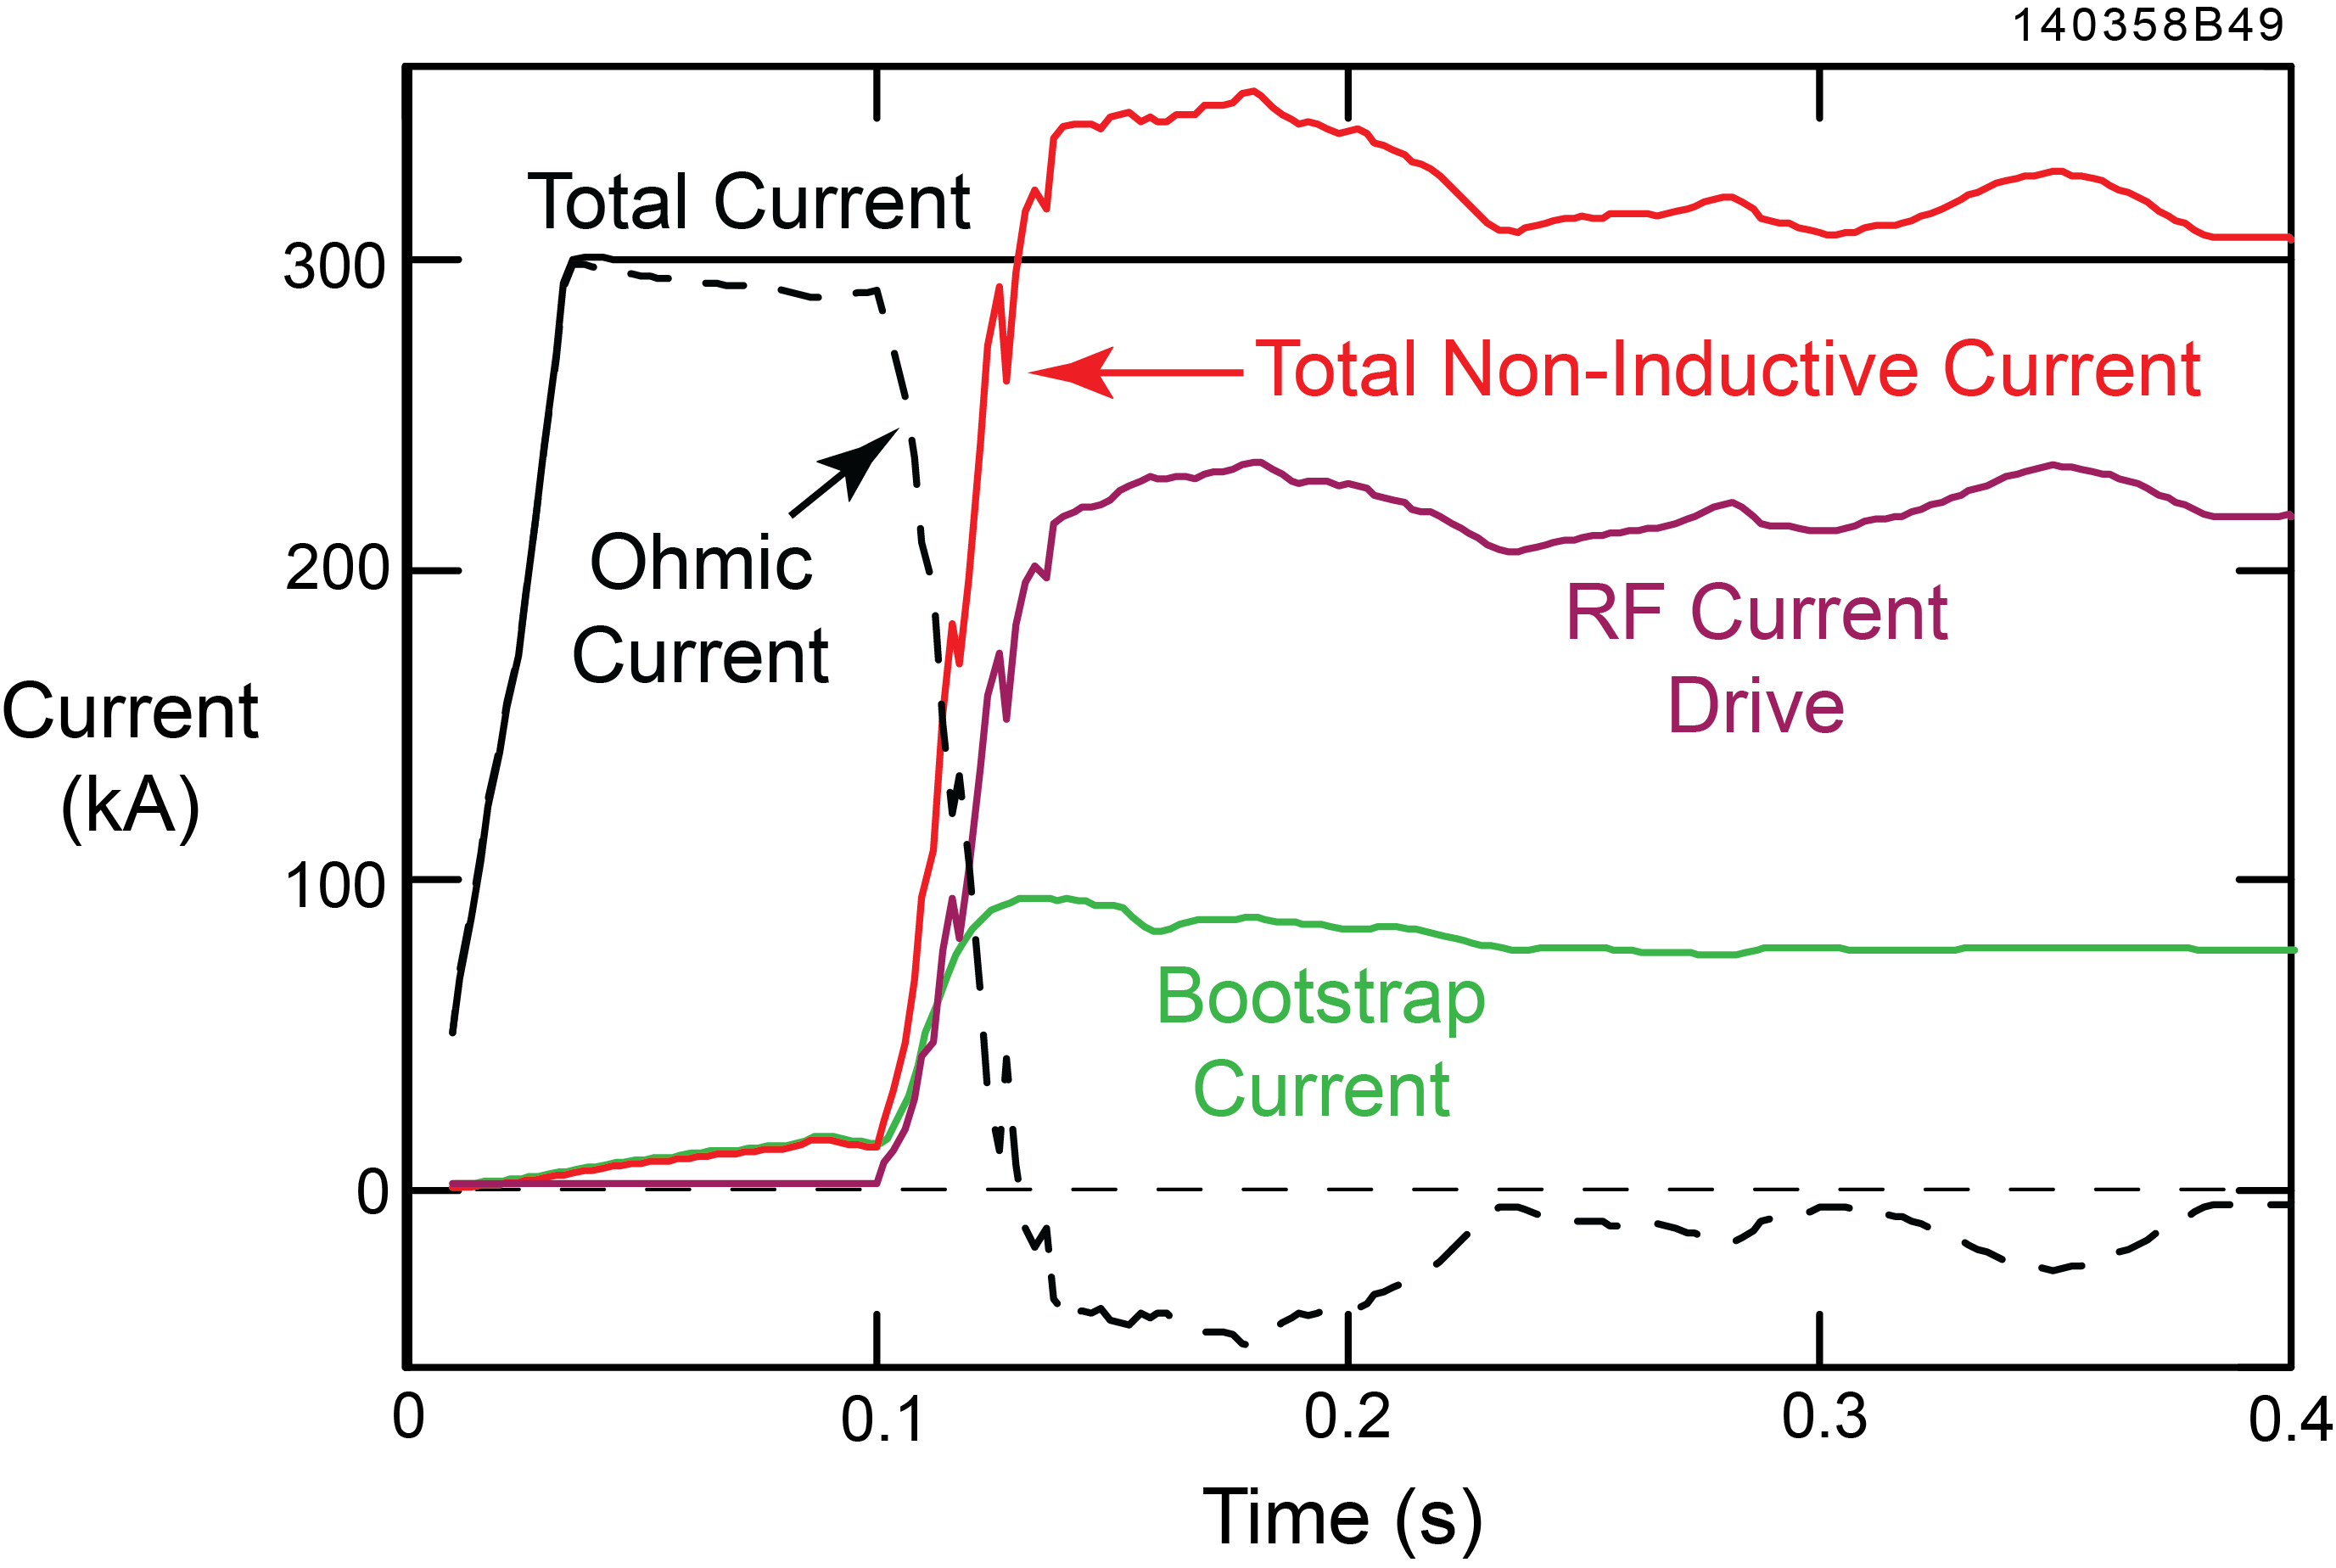 140358B49
Total Current
300
Total Non-Inductive Current
Ohmic
Current
200
RF Current
Drive
Current
(kA)
100
Bootstrap
Current
0
0
0.1
0.2
0.3
0.4
Time (s)